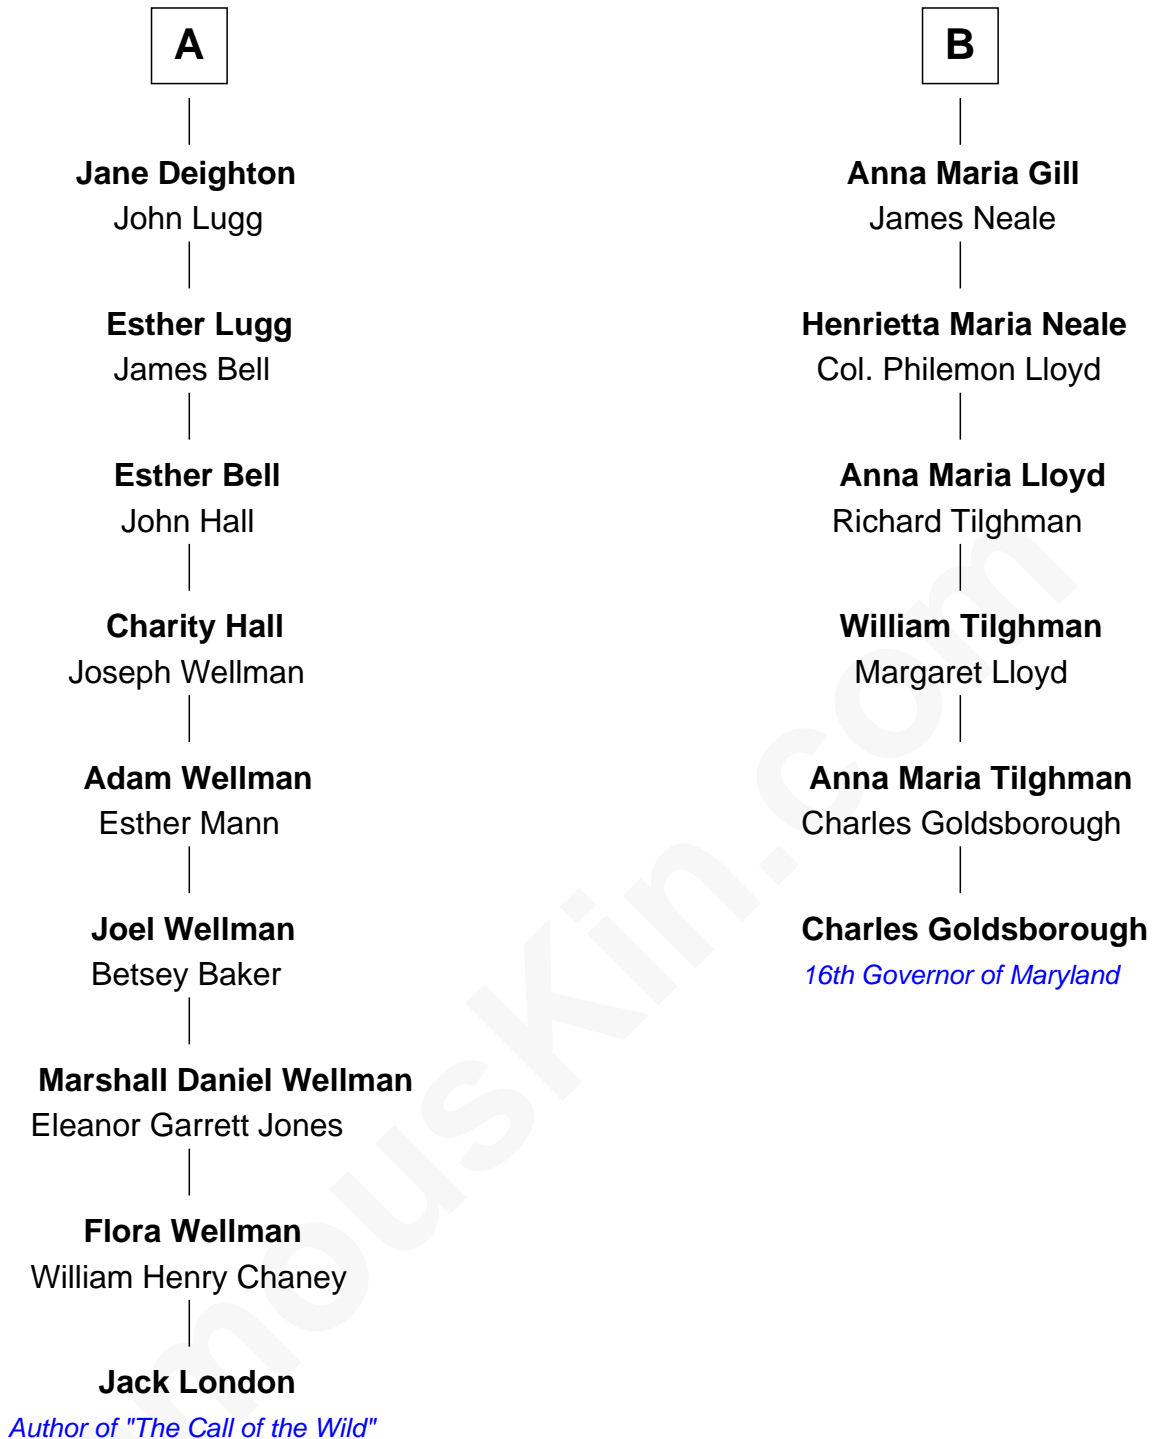 A
Jane Deighton
John Lugg
Esther Lugg
James Bell
Esther Bell
John Hall
Charity Hall
Joseph Wellman
Adam Wellman
Esther Mann
Joel Wellman
Betsey Baker
Marshall Daniel Wellman
Eleanor Garrett Jones
Flora Wellman
William Henry Chaney
Jack London
Author of "The Call of the Wild"
B
Anna Maria Gill
James Neale
Henrietta Maria Neale
Col. Philemon Lloyd
Anna Maria Lloyd
Richard Tilghman
William Tilghman
Margaret Lloyd
Anna Maria Tilghman
Charles Goldsborough
Charles Goldsborough
16th Governor of Maryland
mousKin.com